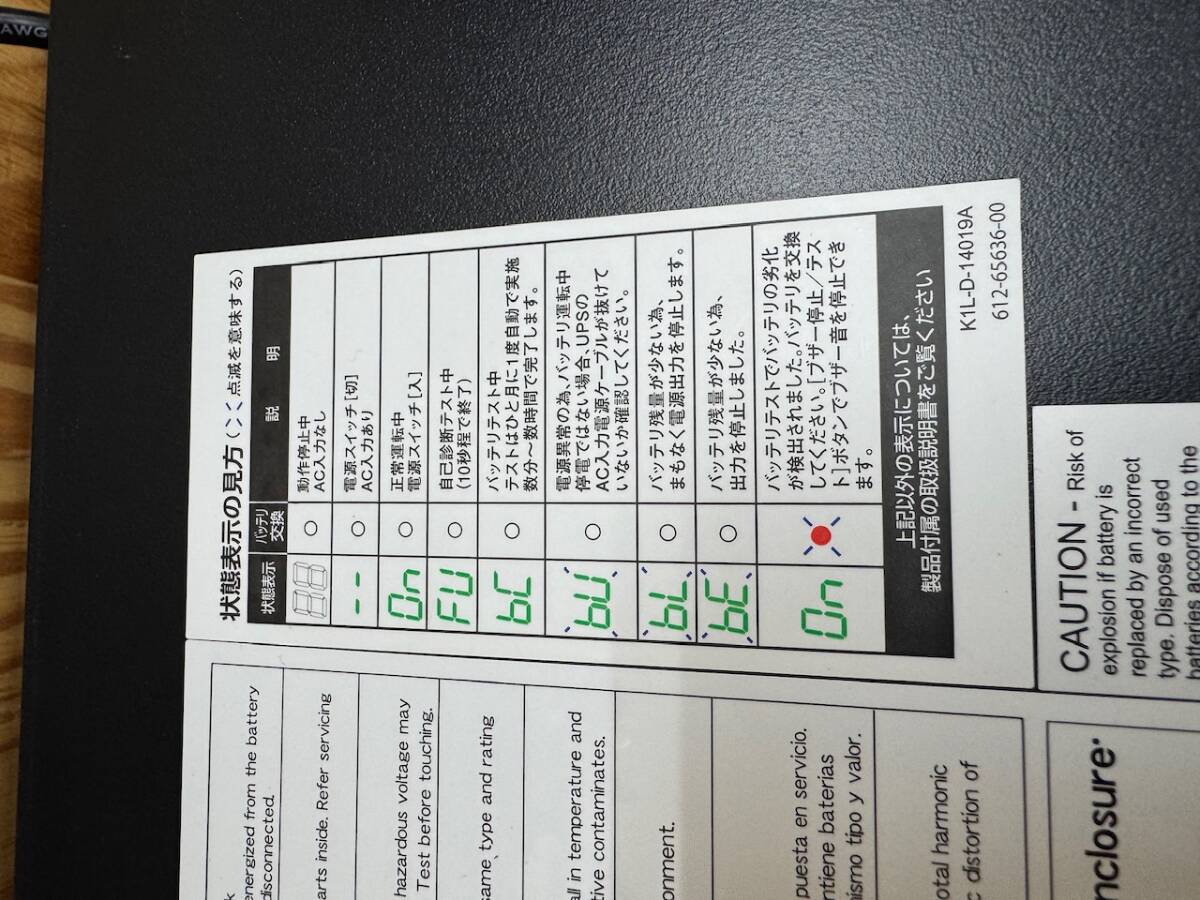 AWG
状態表示の見方 ( 点滅を意味する)
状態表示 バッテリ交換 説 明
88 ○ 動作停止中
AC入力なし
-- ○ 電源スイッチ[切]
AC入力あり
On ○ 正常運転中
電源スイッチ[入]
FU ○ 自己診断テスト中
(10秒程で終了)
bC ○ バッテリテスト中
テストはひと月に1度自動で実施
数分～数時間で完了します。
bU ○ 電源異常の為、バッテリ運転中
停電ではない場合、UPSの
AC入力電源ケーブルが抜けて
いないか確認してください。
bL ○ バッテリ残量が少ない為、
まもなく電源出力を停止します。
bE ○ バッテリ残量が少ない為、
出力を停止しました。
On バッテリテストでバッテリの劣化
が検出されました。バッテリを交換
してください。[ブザー停止/テス
ト]ボタンでブザー音を停止でき
ます。
上記以外の表示については、
製品付属の取扱説明書をご覧ください
K1L-D-14019A
612-65636-00
energized from the battery
disconnected.
arts inside. Refer servicing
hazardous voltage may
Test before touching.
same type and rating
all in temperature and
tive contaminates.
onment.
puesta en servicio.
ntiene baterias
nismo tipo y valor.
otal harmonic
c distortion of
CAUTION - Risk of
explosion if battery is
replaced by an incorrect
type. Dispose of used
batteries according to the
nclosure